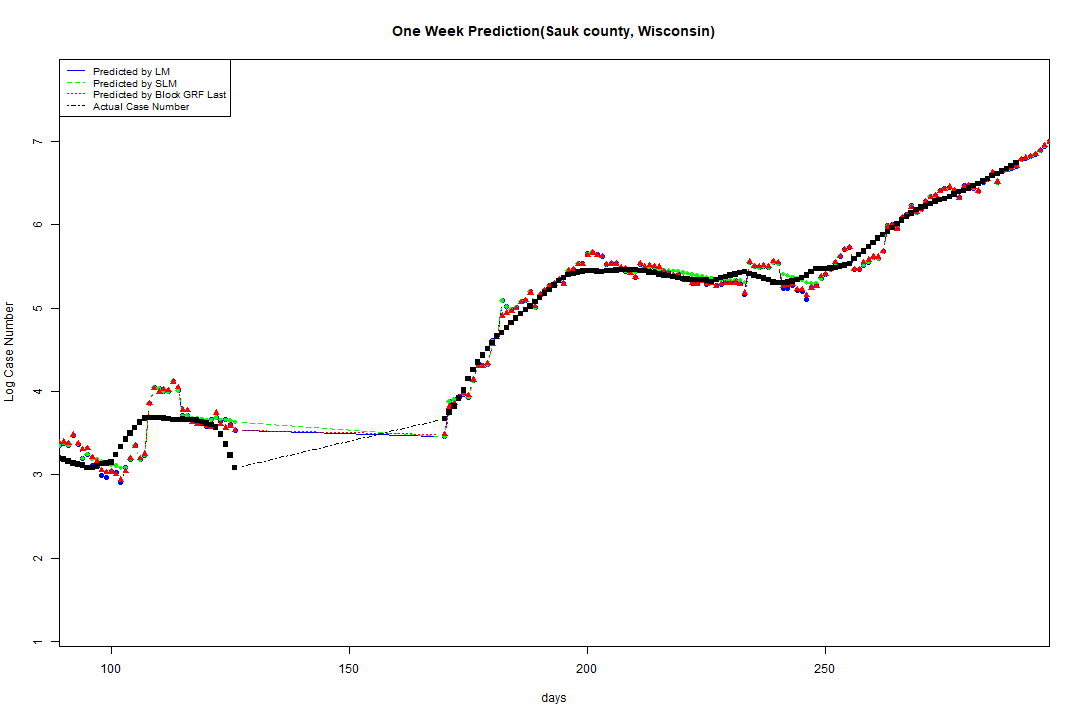 One Week Prediction(Sauk county, Wisconsin)
Predicted by LM
Predicted by SLM
Predicted by Block GRF Last
Actual Case Number
7
6
5
4
3
2
1
Log Case Number
100 150 200 250
days